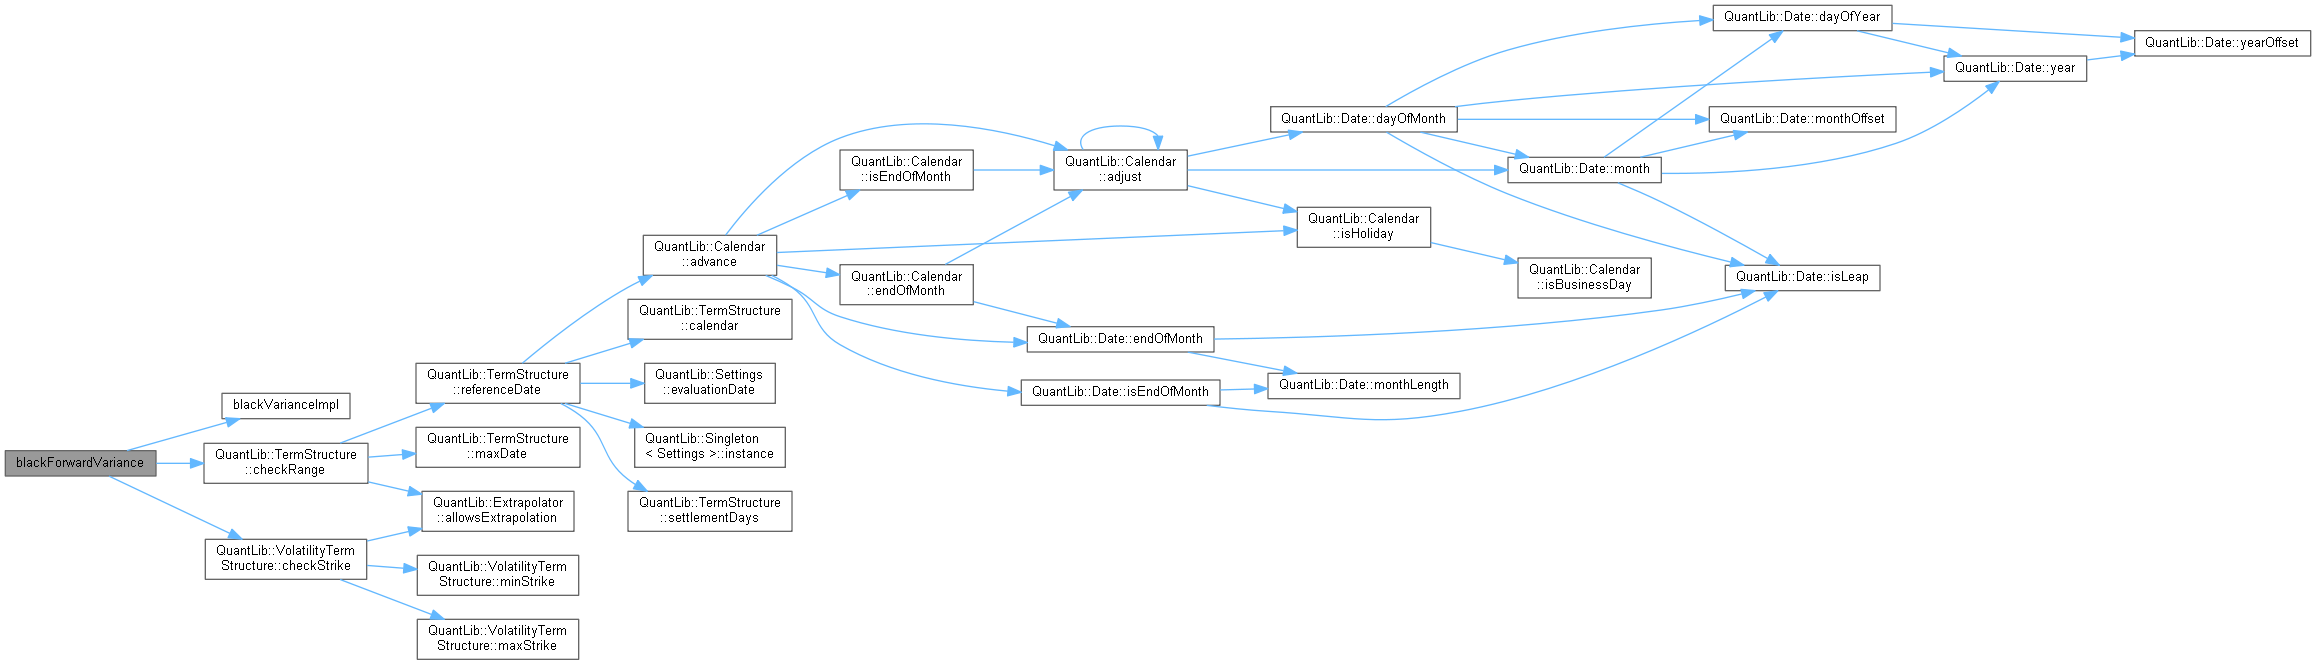 blackForwardVariance
blackVarianceImpl
QuantLib::TermStructure
::checkRange
QuantLib::VolatilityTerm
Structure::checkStrike
QuantLib::TermStructure
::referenceDate
QuantLib::TermStructure
::maxDate
QuantLib::Extrapolator
::allowsExtrapolation
QuantLib::VolatilityTerm
Structure::minStrike
QuantLib::VolatilityTerm
Structure::maxStrike
QuantLib::Calendar
::advance
QuantLib::TermStructure
::calendar
QuantLib::Settings
::evaluationDate
QuantLib::Singleton
< Settings >::instance
QuantLib::TermStructure
::settlementDays
QuantLib::Calendar
::isEndOfMonth
QuantLib::Calendar
::endOfMonth
QuantLib::Calendar
::adjust
QuantLib::Date::endOfMonth
QuantLib::Date::isEndOfMonth
QuantLib::Date::dayOfMonth
QuantLib::Calendar
::isHoliday
QuantLib::Date::monthLength
QuantLib::Date::month
QuantLib::Calendar
::isBusinessDay
QuantLib::Date::dayOfYear
QuantLib::Date::monthOffset
QuantLib::Date::isLeap
QuantLib::Date::year
QuantLib::Date::yearOffset